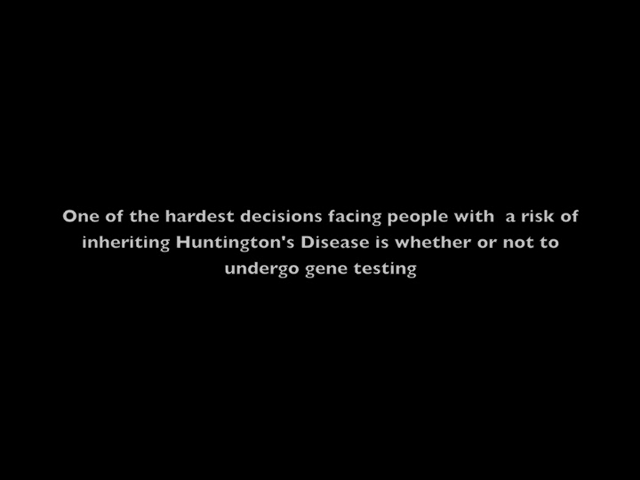 One of the hardest decisions facing people with  a risk of
inheriting Huntington's Disease is whether or not to
undergo gene testing